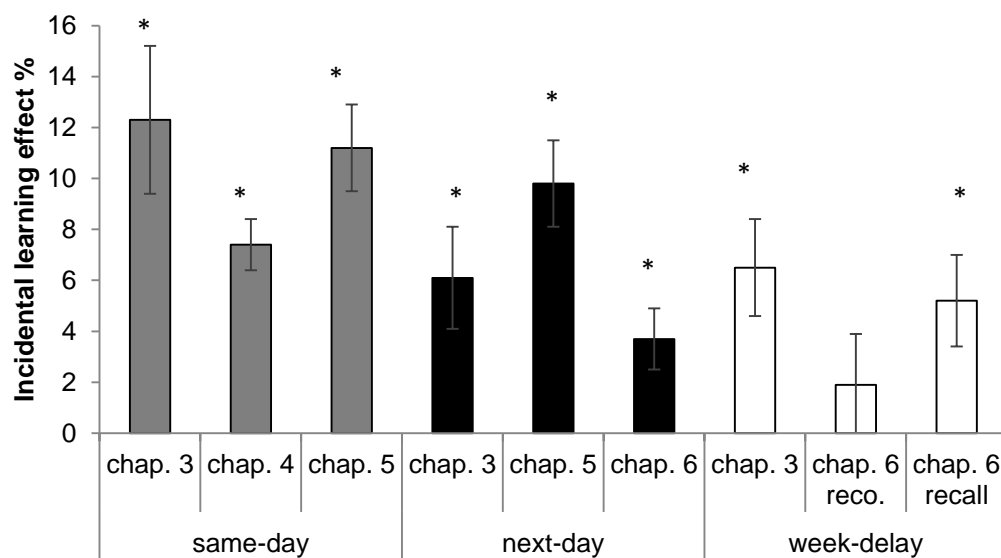 Incidental learning effect %
16
14
12
10
8
6
4
2
0
* * * * * * * *
chap. 3 chap. 4 chap. 5 chap. 3 chap. 5 chap. 6 chap. 3 chap. 6 chap. 6
reco. recall
same-day next-day week-delay